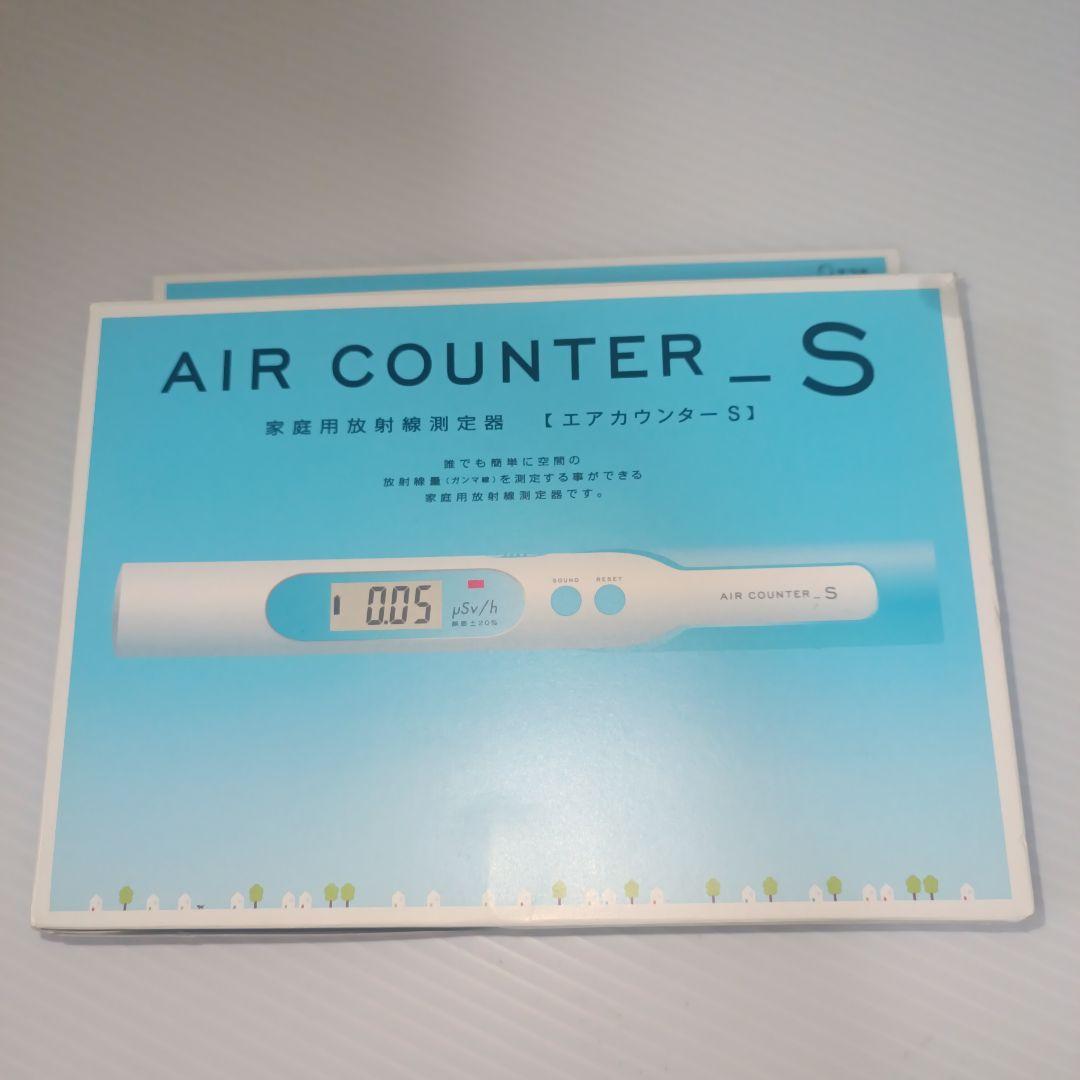 AIR COUNTER_S
家庭用放射線測定器 【エアカウンターS】
誰でも簡単に空間の
放射線量(ガンマ線)を測定する事ができる
家庭用放射線測定器です。
0.05
μSv/h
誤差±20%
SOUND RESET
AIR COUNTER_S